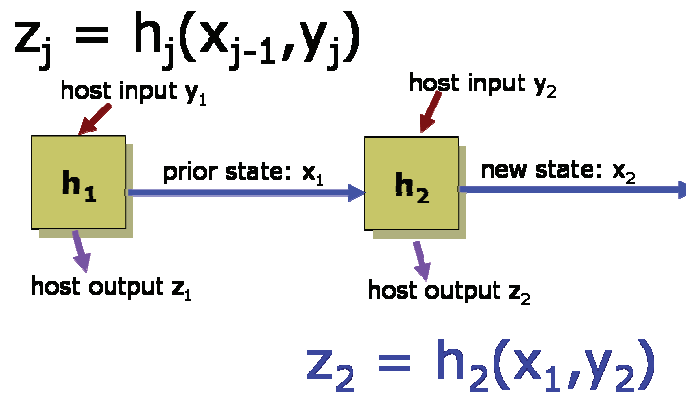 zⱼ = hⱼ(xⱼ₋₁,yⱼ)
host input y₁
host input y₂
h₁
prior state: x₁
h₂
new state: x₂
host output z₁
host output z₂
z₂ = h₂(x₁,y₂)